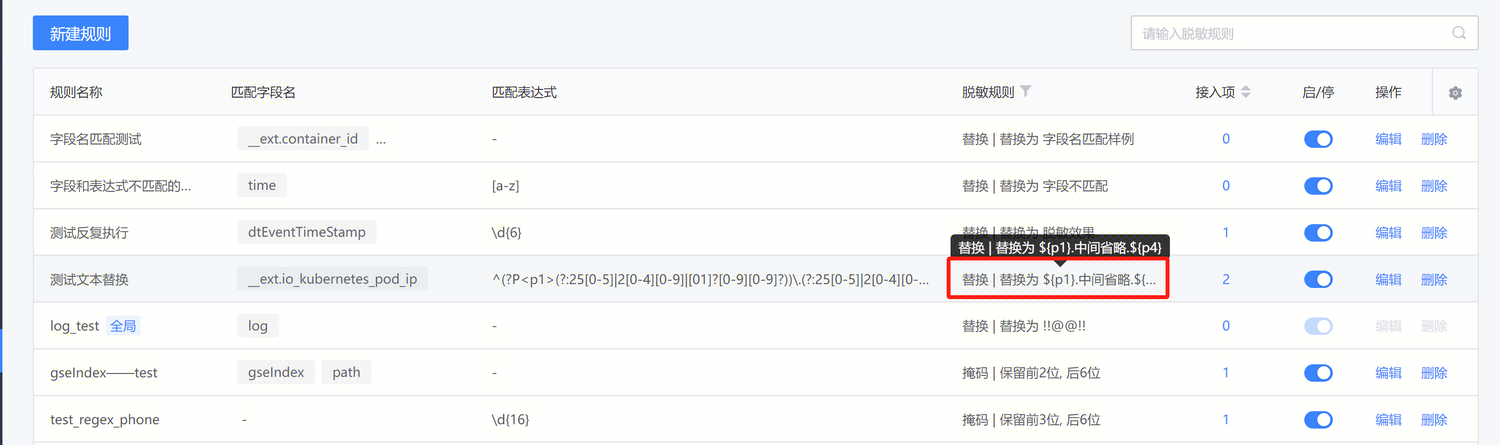 新建规则 请输入脱敏规则
规则名称 匹配字段名 匹配表达式 脱敏规则 接入项 启/停 操作
字段名匹配测试 __ext.container_id ... - 替换 | 替换为 字段名匹配样例 0 编辑 删除
字段和表达式不匹配的... time [a-z] 替换 | 替换为 字段不匹配 0 编辑 删除
测试反复执行 dtEventTimeStamp \d{6} 替换 | 替换为 脱敏效果 1 编辑 删除
替换 | 替换为 ${p1}.中间省略.${p4}
测试文本替换 __ext.io_kubernetes_pod_ip ^(?P<p1>(?:25[0-5]|2[0-4][0-9]|[01]?[0-9][0-9]?))\.(?:25[0-5]|2[0-4][0-... 替换 | 替换为 ${p1}.中间省略.${... 2 编辑 删除
log_test 全局 log - 替换 | 替换为 !!@@!! 0 编辑 删除
gseIndex——test gseIndex path - 掩码 | 保留前2位, 后6位 1 编辑 删除
test_regex_phone - \d{16} 掩码 | 保留前3位, 后6位 1 编辑 删除